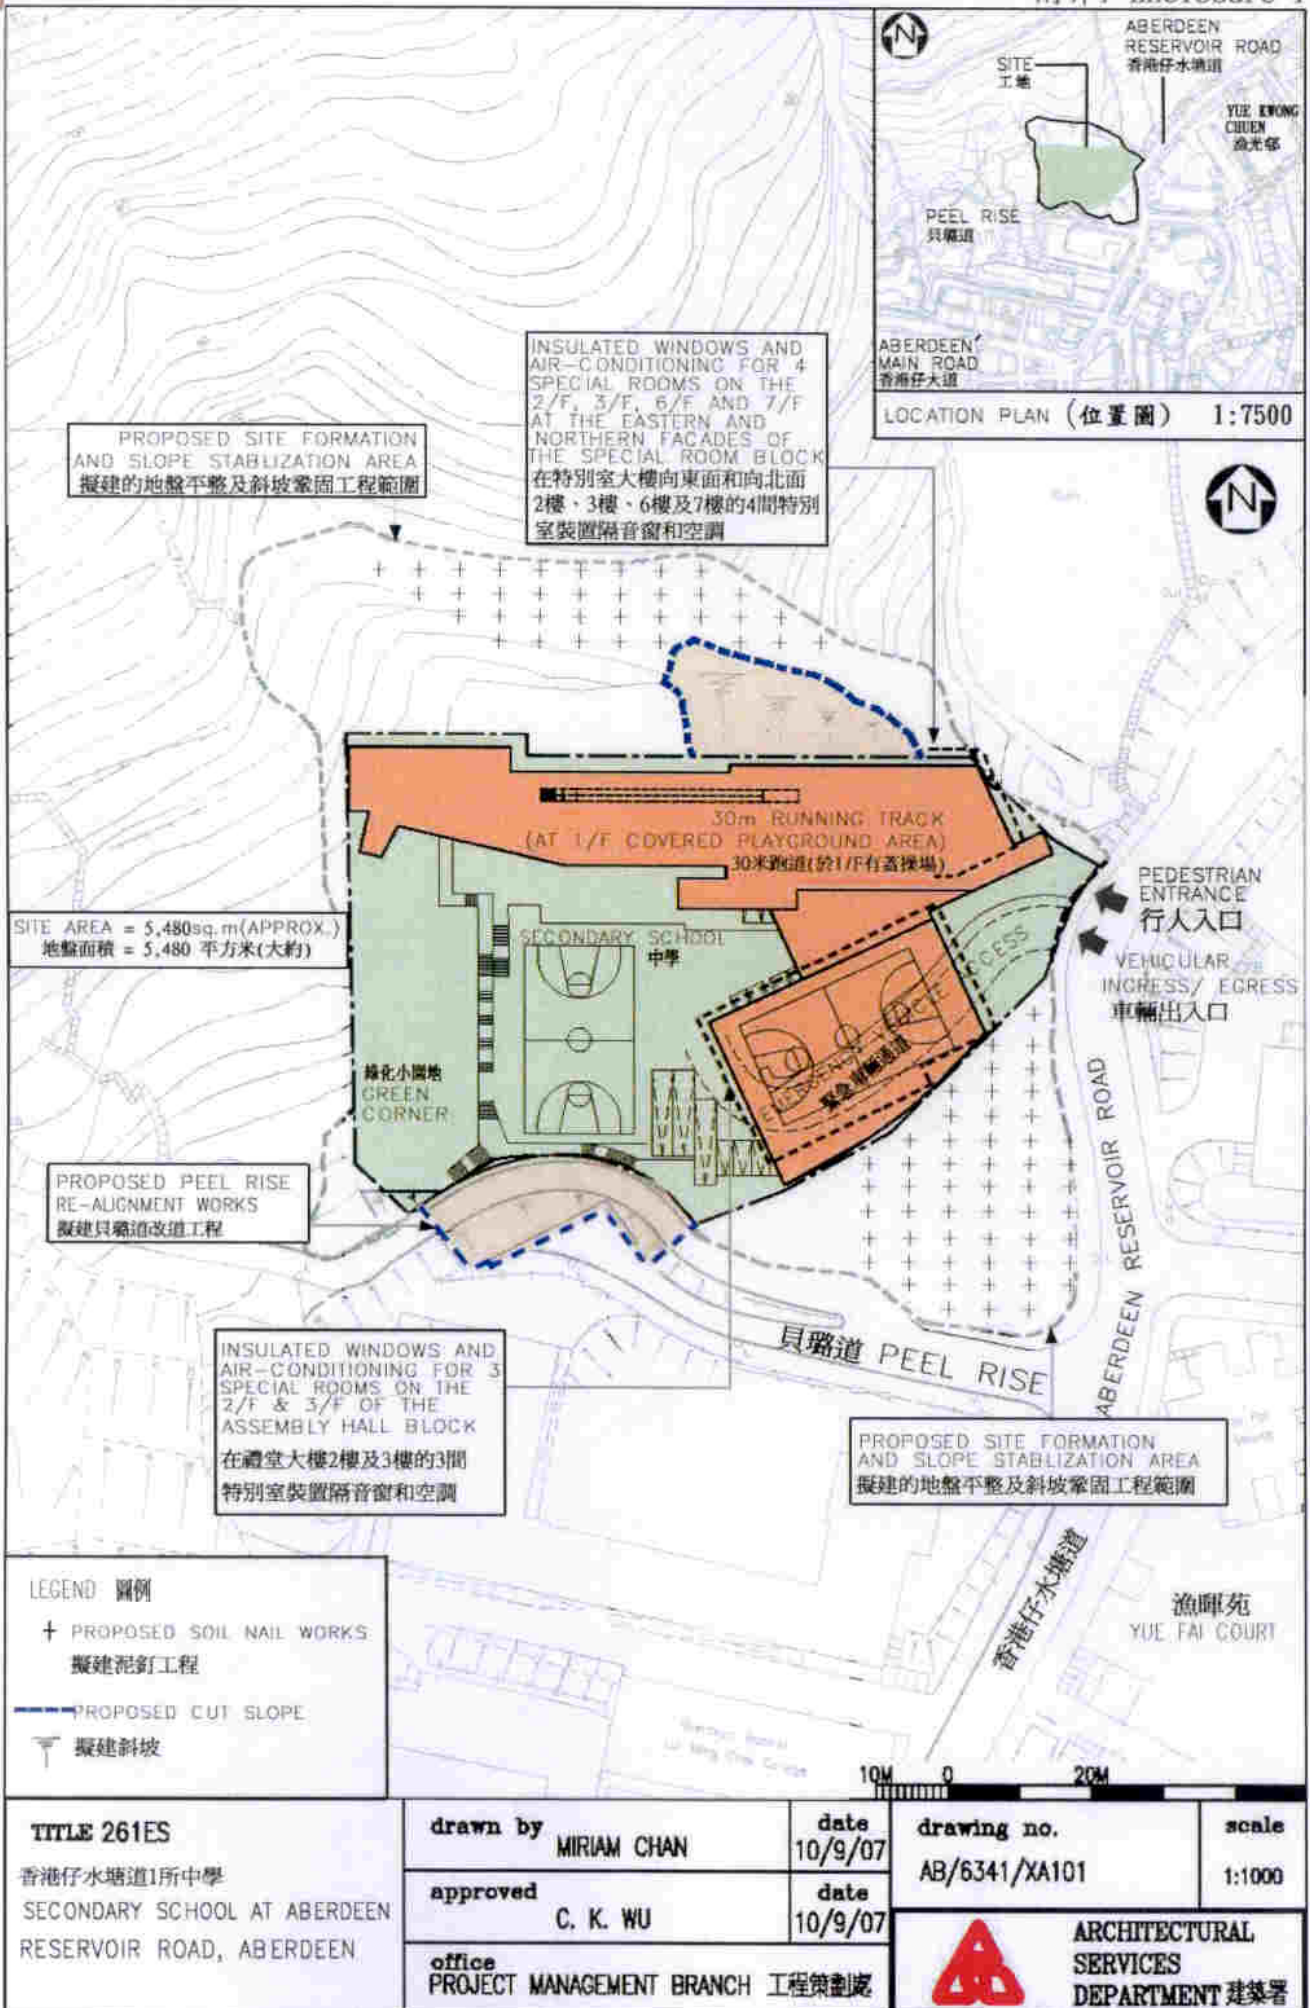 ABERDEEN
RESERVOIR ROAD
香港仔水塘道
SITE
工地
YUE KWONG
CHUEN
漁光邨
PEEL RISE
貝璐道
ABERDEEN
MAIN ROAD
香港仔大道
LOCATION PLAN (位置圖) 1:7500
N
N
INSULATED WINDOWS AND
AIR-CONDITIONING FOR 4
SPECIAL ROOMS ON THE
2/F, 3/F, 6/F AND 7/F
AT THE EASTERN AND
NORTHERN FACADES OF
THE SPECIAL ROOM BLOCK
在特別室大樓向東面和向北面
2樓、3樓、6樓及7樓的4間特別
室裝置隔音窗和空調
PROPOSED SITE FORMATION
AND SLOPE STABLIZATION AREA
擬建的地盤平整及斜坡鞏固工程範圍
30m RUNNING TRACK
(AT 1/F COVERED PLAYGROUND AREA)
30米跑道(於1/F有蓋操場)
PEDESTRIAN
ENTRANCE
行人入口
VEHICULAR
INGRESS/ EGRESS
車輛出入口
SITE AREA = 5,480sq.m(APPROX.)
地盤面積 = 5,480 平方米(大約)
SECONDARY SCHOOL
中學
EMERGENCY VEHICLE ACCESS
緊急車輛通道
綠化小園地
GREEN
CORNER
PROPOSED PEEL RISE
RE-ALIGNMENT WORKS
擬建貝璐道改道工程
ABERDEEN RESERVOIR ROAD
貝璐道 PEEL RISE
INSULATED WINDOWS AND
AIR-CONDITIONING FOR 3
SPECIAL ROOMS ON THE
2/F & 3/F OF THE
ASSEMBLY HALL BLOCK
在禮堂大樓2樓及3樓的3間
特別室裝置隔音窗和空調
PROPOSED SITE FORMATION
AND SLOPE STABLIZATION AREA
擬建的地盤平整及斜坡鞏固工程範圍
香港仔水塘道
漁暉苑
YUE FAI COURT
LEGEND 圖例
+ PROPOSED SOIL NAIL WORKS
擬建泥釘工程
PROPOSED CUT SLOPE
擬建斜坡
10M 0 20M
TITLE 261ES
香港仔水塘道1所中學
SECONDARY SCHOOL AT ABERDEEN
RESERVOIR ROAD, ABERDEEN
drawn by MIRIAM CHAN
date 10/9/07
approved C. K. WU
date 10/9/07
office
PROJECT MANAGEMENT BRANCH 工程策劃處
drawing no.
AB/6341/XA101
scale
1:1000
ARCHITECTURAL
SERVICES
DEPARTMENT 建築署